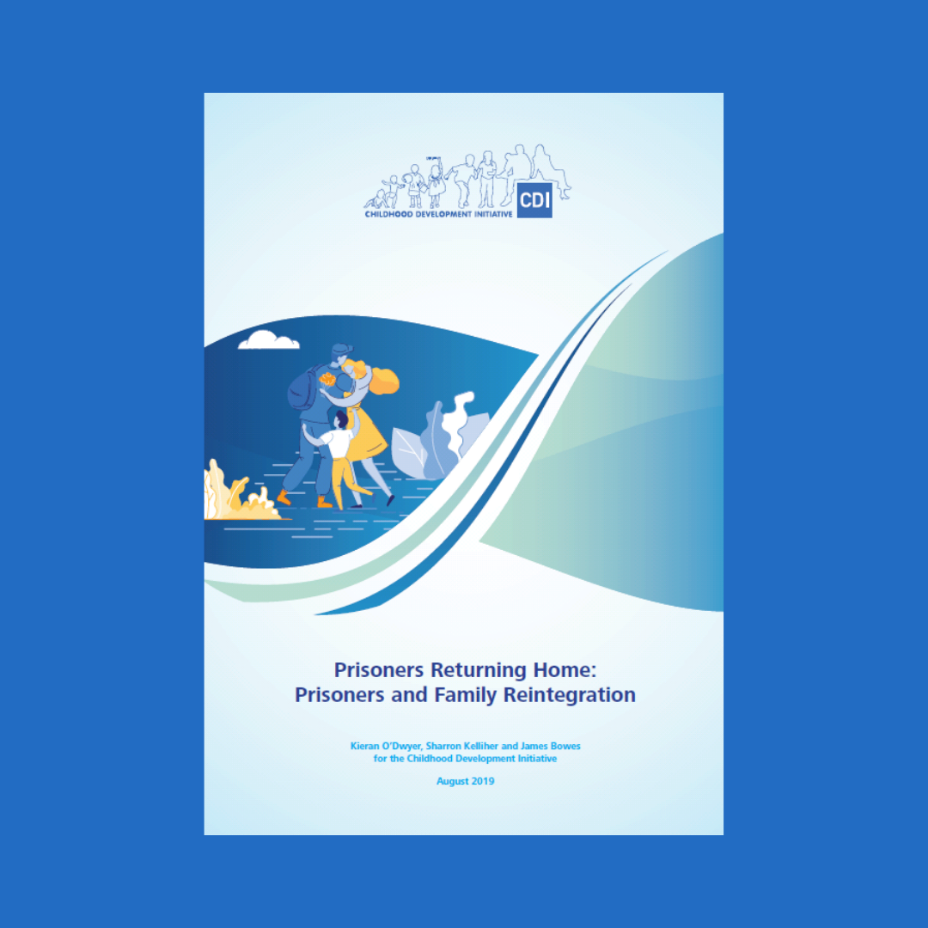 CHILDHOOD DEVELOPMENT INITIATIVE
CDI
Prisoners Returning Home:
Prisoners and Family Reintegration
Kieran O'Dwyer, Sharron Kelliher and James Bowes
for the Childhood Development Initiative
August 2019